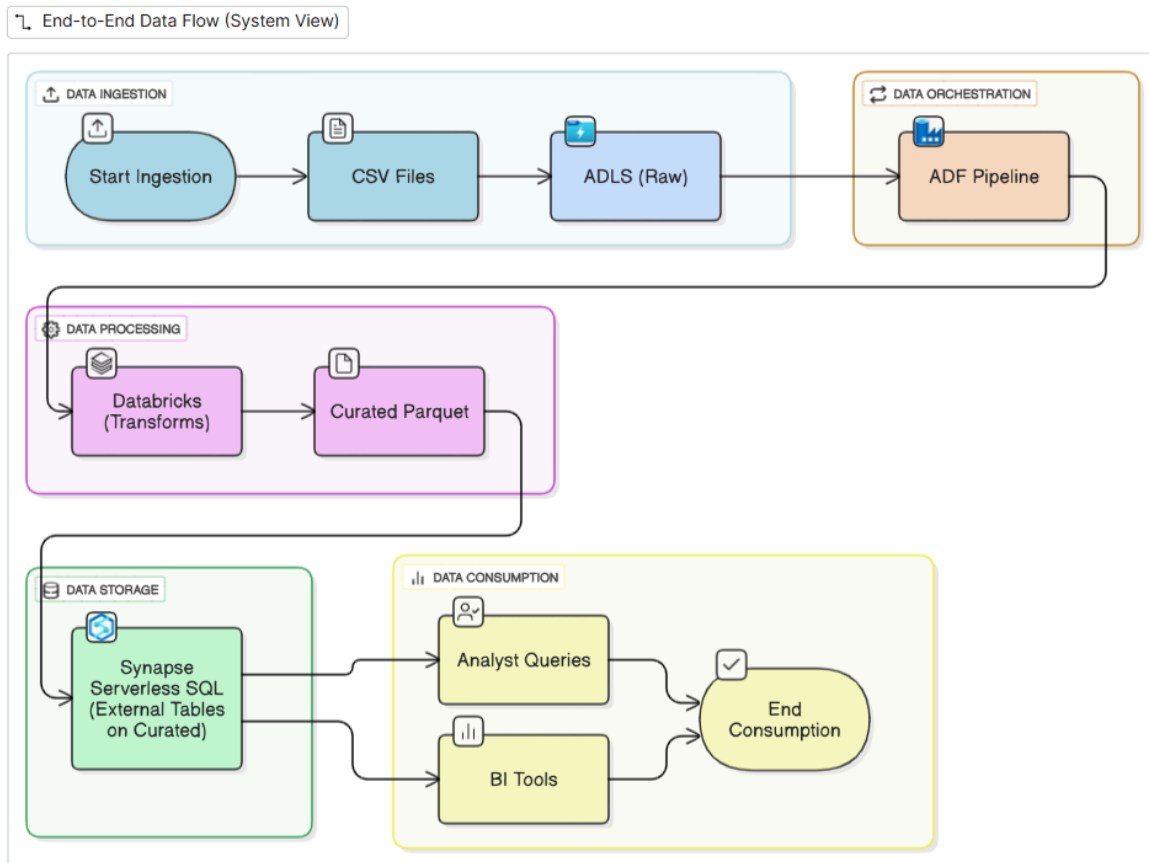 End-to-End Data Flow (System View)
DATA INGESTION
Start Ingestion
CSV Files
ADLS (Raw)
DATA ORCHESTRATION
ADF Pipeline
DATA PROCESSING
Databricks
(Transforms)
Curated Parquet
DATA STORAGE
Synapse
Serverless SQL
(External Tables
on Curated)
DATA CONSUMPTION
Analyst Queries
BI Tools
End
Consumption